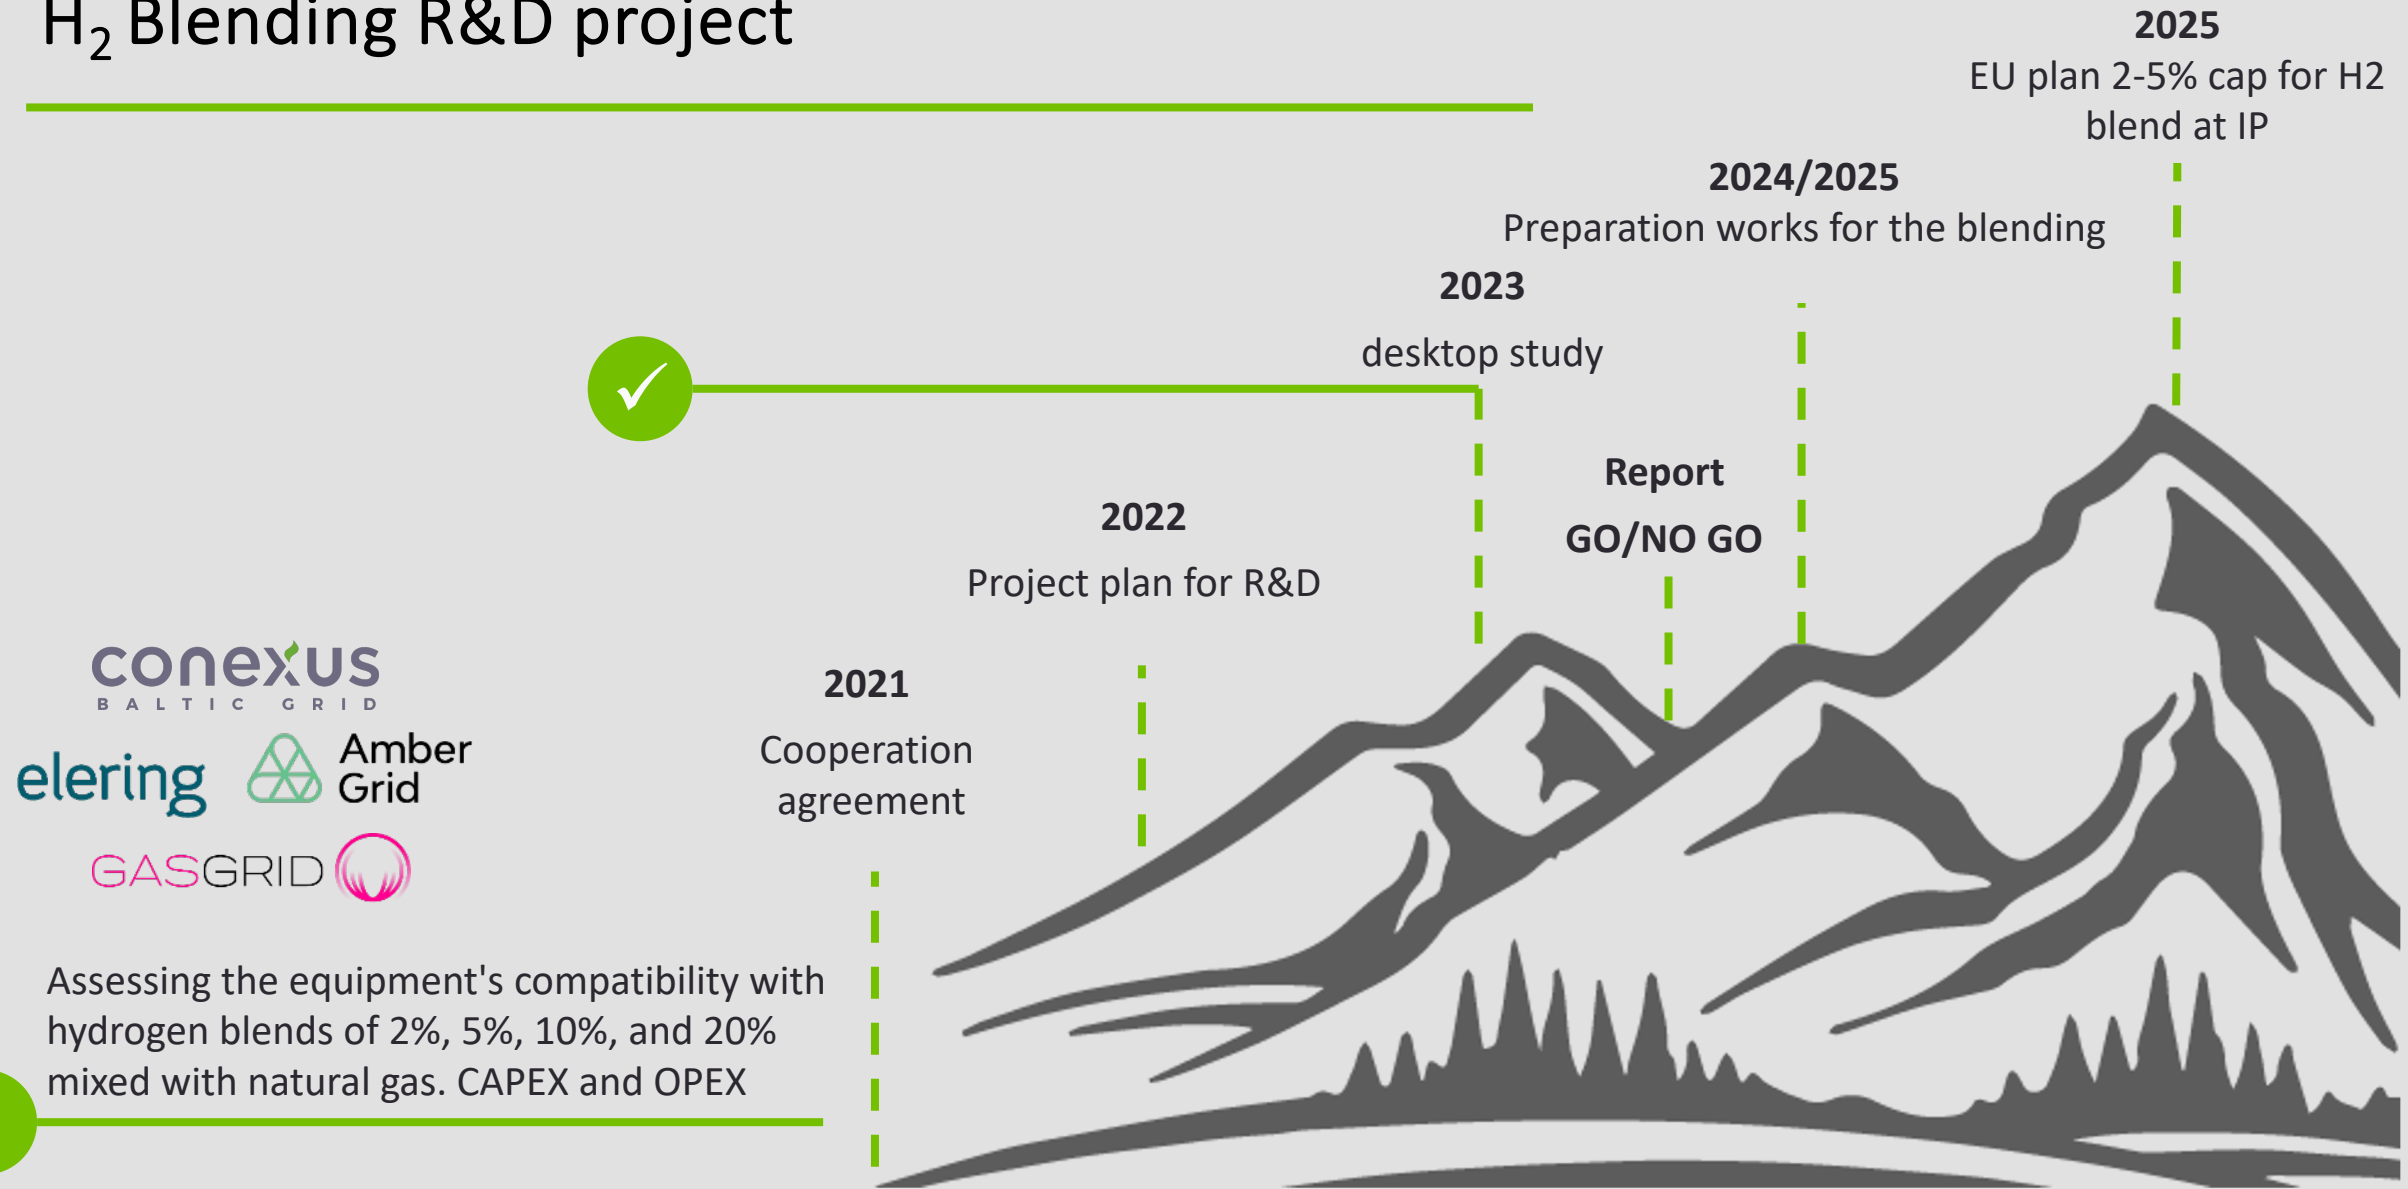 H2 Blending R&D project
2025
EU plan 2-5% cap for H2
blend at IP
2024/2025
Preparation works for the blending
2023
desktop study
Report
GO/NO GO
2022
Project plan for R&D
2021
Cooperation
agreement
conexus
BALTIC GRID
elering
Amber
Grid
GASGRID
Assessing the equipment's compatibility with
hydrogen blends of 2%, 5%, 10%, and 20%
mixed with natural gas. CAPEX and OPEX